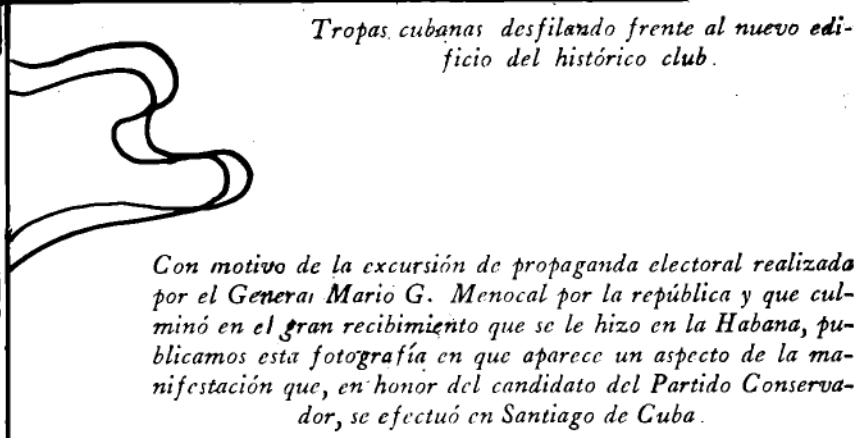 Tropas cubanas desfilando frente al nuevo edi-
ficio del histórico club.
Con motivo de la excursión de propaganda electoral realizada
por el General Mario G. Menocal por la república y que cul-
minó en el gran recibimiento que se le hizo en la Habana, pu-
blicamos esta fotografía en que aparece un aspecto de la ma-
nifestación que, en honor del candidato del Partido Conserva-
dor, se efectuó en Santiago de Cuba.